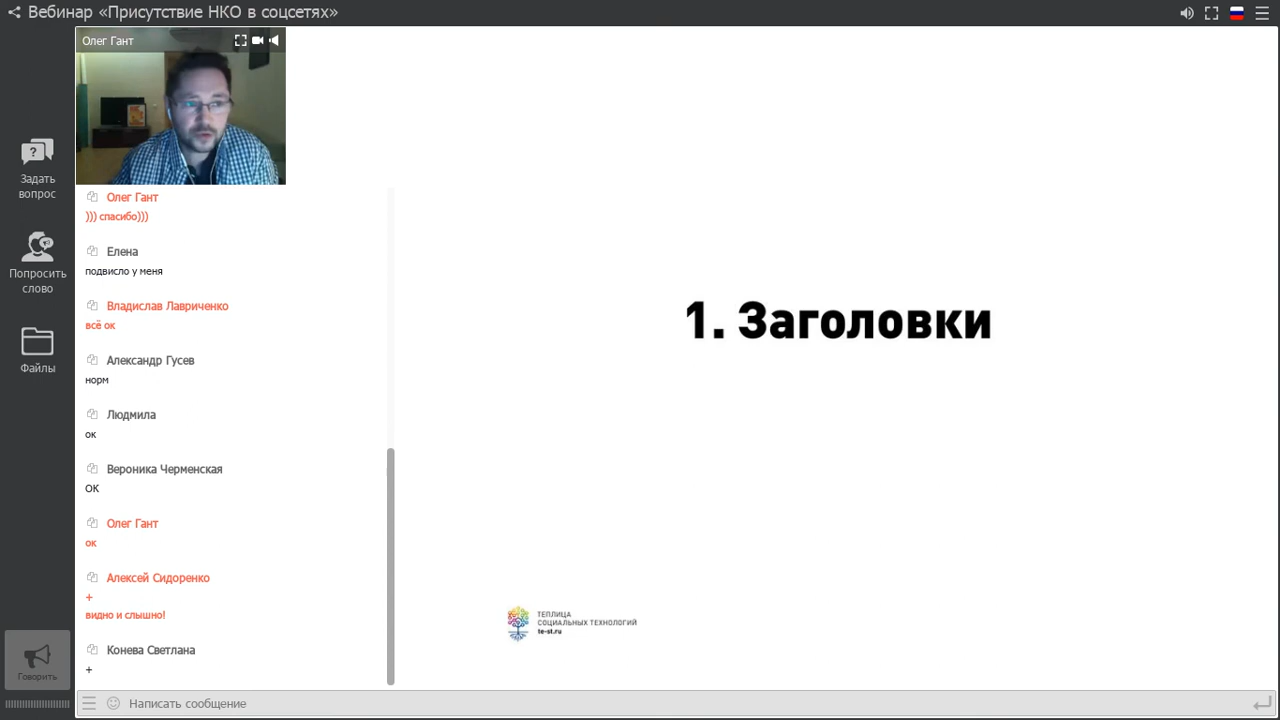 Вебинар «Присутствие НКО в соцсетях»
Олег Гант
Задать
вопрос
Попросить
слово
Файлы
Говорить
Олег Гант
))) спасибо)))
Елена
подвисло у меня
Владислав Лавриченко
всё ок
Александр Гусев
норм
Людмила
ок
Вероника Черменская
ОК
Олег Гант
ок
Алексей Сидоренко
+
видно и слышно!
Конева Светлана
+
Написать сообщение
1. Заголовки
ТЕПЛИЦА
СОЦИАЛЬНЫХ ТЕХНОЛОГИЙ
te-st.ru